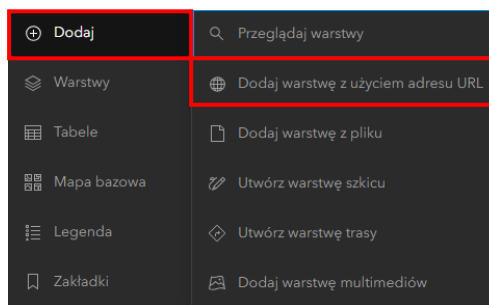 Dodaj
Warstwy
Tabele
Mapa bazowa
Legenda
Zakładki
Przeglądaj warstwy
Dodaj warstwę z użyciem adresu URL
Dodaj warstwę z pliku
Utwórz warstwę szkicu
Utwórz warstwę trasy
Dodaj warstwę multimediów